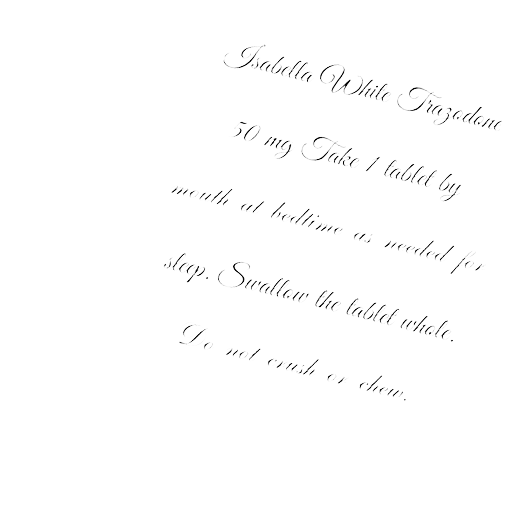 Isabella White Trazodone
50 mg Take 1 tablet by
mouth at bedtime as needed for
sleep. Swallow the tablet whole.
Do not crush or chew.